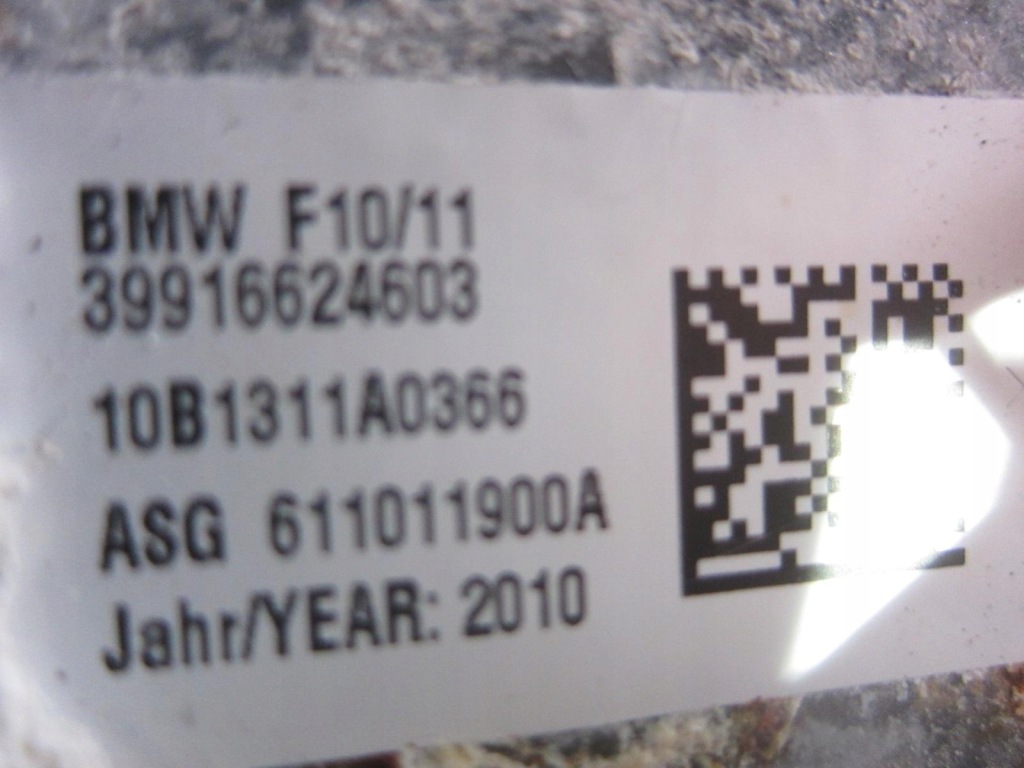 BMW F10/11
39916624603
10B1311A0366
ASG 611011900A
Jahr/YEAR: 2010